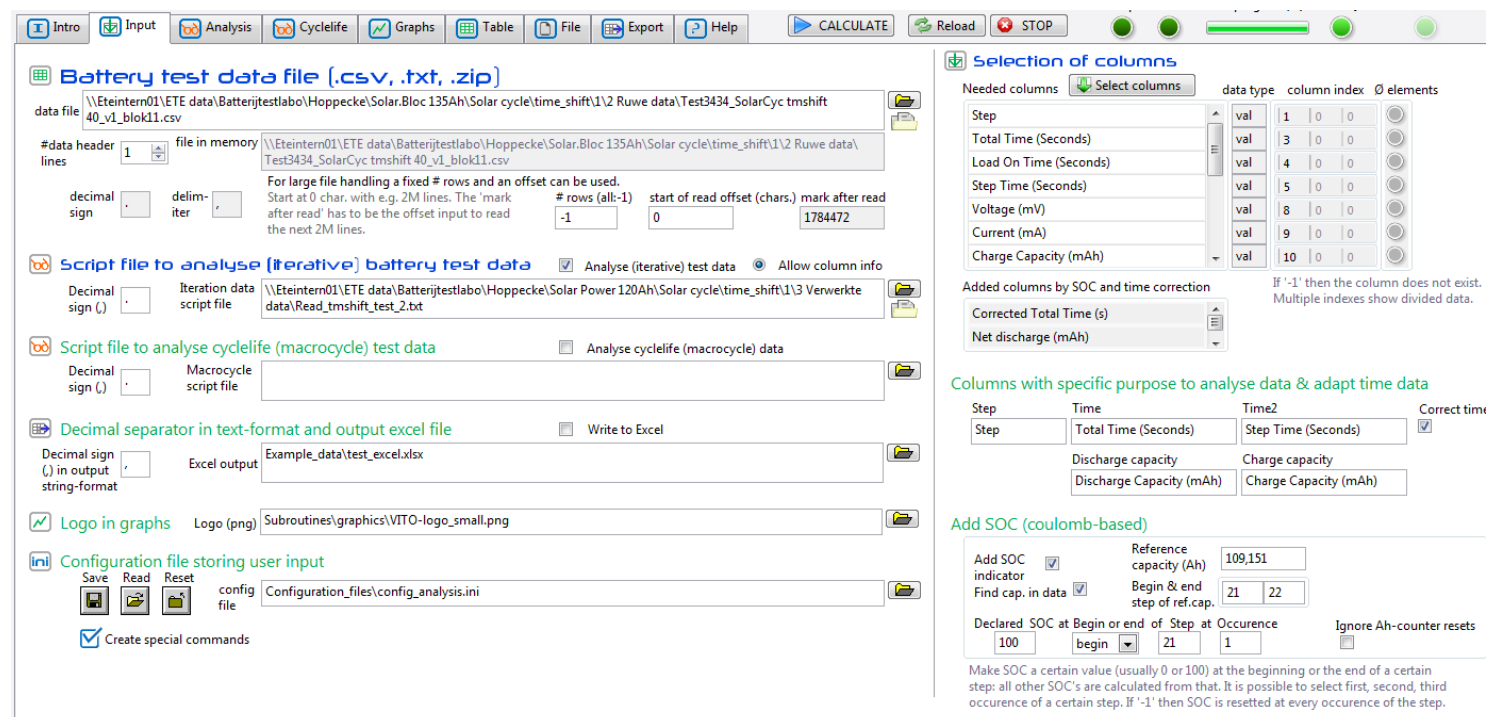 Intro Input Analysis Cyclelife Graphs Table File Export Help CALCULATE Reload STOP
Battery test data file (.csv, .txt, .zip)
data file
\\Eteintern01\ETE data\Batterijtestlabo\Hoppecke\Solar.Bloc 135Ah\Solar cycle\time_shift\1\2 Ruwe data\Test3434_SolarCyc tmshift
40_v1_blok11.csv
#data header
lines
1
file in memory
\\Eteintern01\ETE data\Batterijtestlabo\Hoppecke\Solar.Bloc 135Ah\Solar cycle\time_shift\1\2 Ruwe data\
Test3434_SolarCyc tmshift 40_v1_blok11.csv
decimal
sign
.
delim-
iter
,
For large file handling a fixed # rows and an offset can be used.
Start at 0 char. with e.g. 2M lines. The 'mark
after read' has to be the offset input to read
the next 2M lines.
# rows (all:-1) start of read offset (chars.) mark after read
-1 0 1784472
Script file to analyse (iterative) battery test data
Analyse (iterative) test data Allow column info
Decimal
sign (,)
.
Iteration data
script file
\\Eteintern01\ETE data\Batterijtestlabo\Hoppecke\Solar Power 120Ah\Solar cycle\time_shift\1\3 Verwerkte
data\Read_tmshift_test_2.txt
Script file to analyse cyclelife (macrocycle) test data
Analyse cyclelife (macrocycle) data
Decimal
sign (,)
.
Macrocycle
script file
Decimal separator in text-format and output excel file
Write to Excel
Decimal sign
(,) in output
string-format
,
Excel output
Example_data\test_excel.xlsx
Logo in graphs
Logo (png)
Subroutines\graphics\VITO-logo_small.png
ini Configuration file storing user input
Save Read Reset
config
file
Configuration_files\config_analysis.ini
Create special commands
Selection of columns
Needed columns Select columns data type column index Ø elements
Step val 1 0 0
Total Time (Seconds) val 3 0 0
Load On Time (Seconds) val 4 0 0
Step Time (Seconds) val 5 0 0
Voltage (mV) val 8 0 0
Current (mA) val 9 0 0
Charge Capacity (mAh) val 10 0 0
Added columns by SOC and time correction
If '-1' then the column does not exist.
Multiple indexes show divided data.
Corrected Total Time (s)
Net discharge (mAh)
Columns with specific purpose to analyse data & adapt time data
Step Time Time2 Correct time
Step Total Time (Seconds) Step Time (Seconds)
Discharge capacity Charge capacity
Discharge Capacity (mAh) Charge Capacity (mAh)
Add SOC (coulomb-based)
Add SOC
indicator
Reference
capacity (Ah)
109,151
Find cap. in data
Begin & end
step of ref.cap.
21 22
Declared SOC at Begin or end of Step at Occurence
Ignore Ah-counter resets
100 begin 21 1
Make SOC a certain value (usually 0 or 100) at the beginning or the end of a certain
step: all other SOC's are calculated from that. It is possible to select first, second, third
occurence of a certain step. If '-1' then SOC is resetted at every occurence of the step.